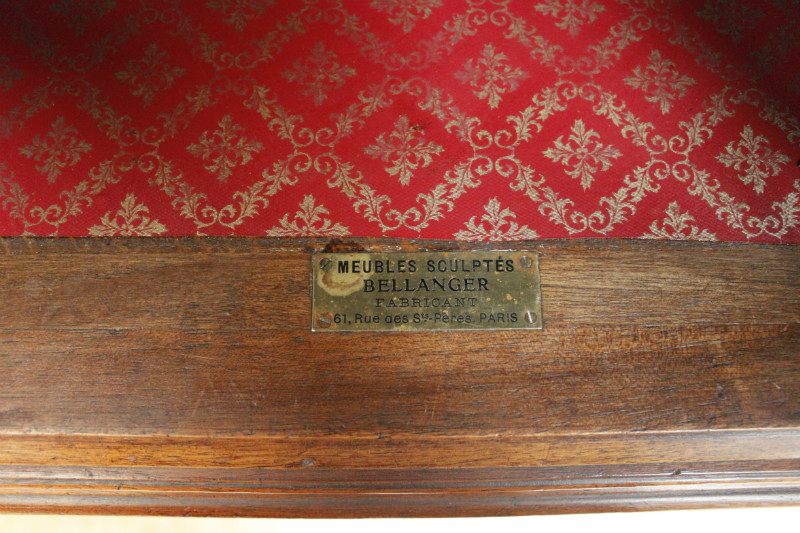 MEUBLES SCULPTÉS
BELLANGER
FABRICANT
61, Rue des Sts-Pères, PARIS